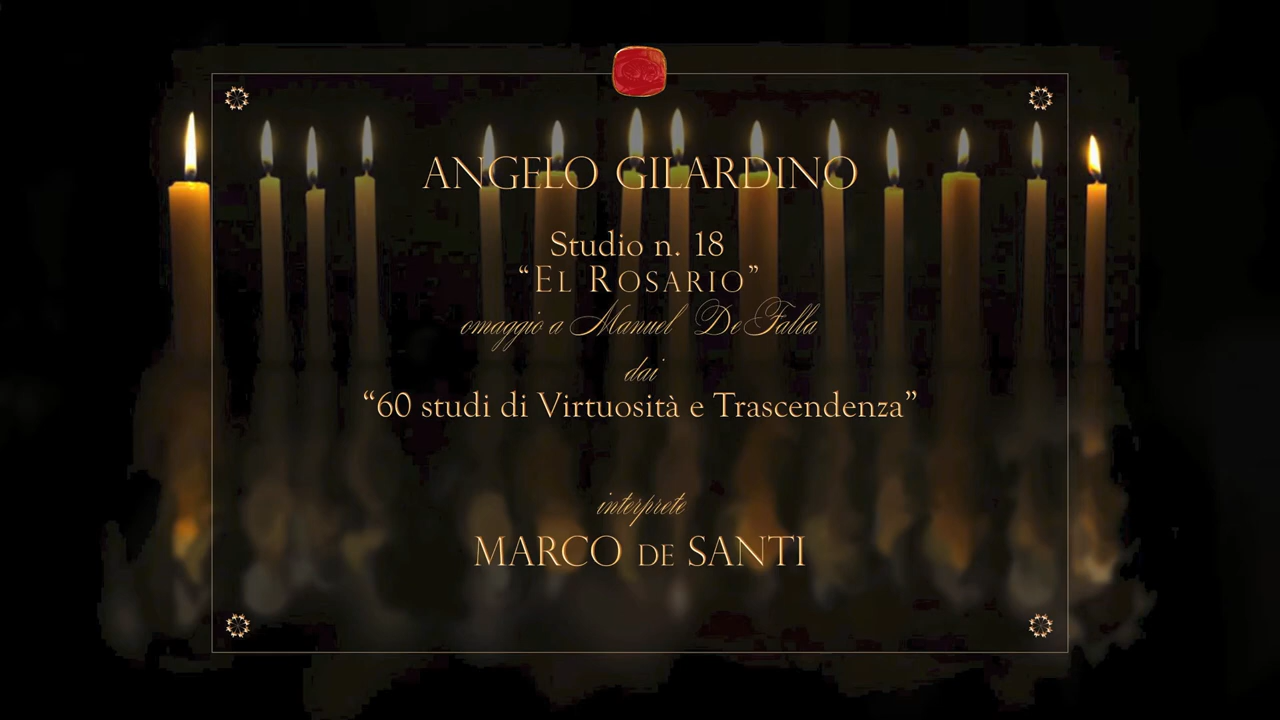 ANGELO GILARDINO
Studio n. 18
“EL ROSARIO”
omaggio a Manuel De Falla
dai
“60 studi di Virtuosità e Trascendenza”
interprete
MARCO DE SANTI